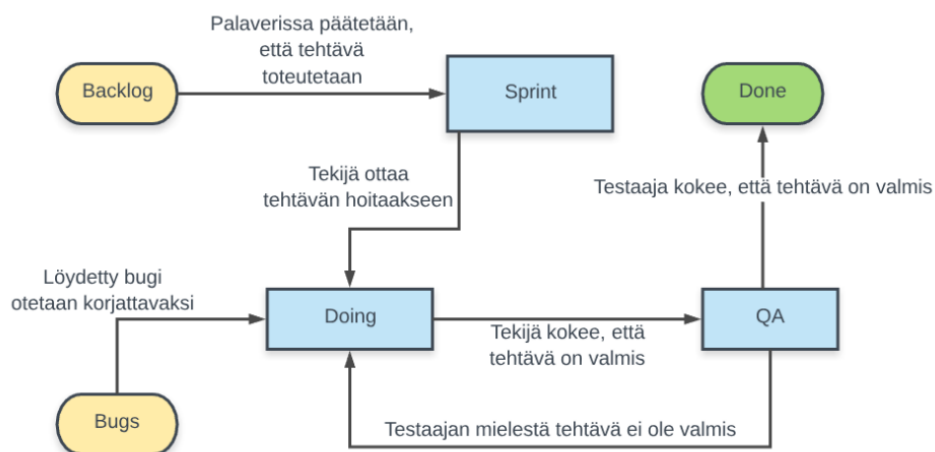 Palaverissa päätetään,
että tehtävä
toteutetaan
Backlog
Sprint
Done
Tekijä ottaa
tehtävän hoitaakseen
Testaaja kokee, että tehtävä on valmis
Löydetty bugi
otetaan korjattavaksi
Doing
QA
Tekijä kokee, että
tehtävä on valmis
Bugs
Testaajan mielestä tehtävä ei ole valmis